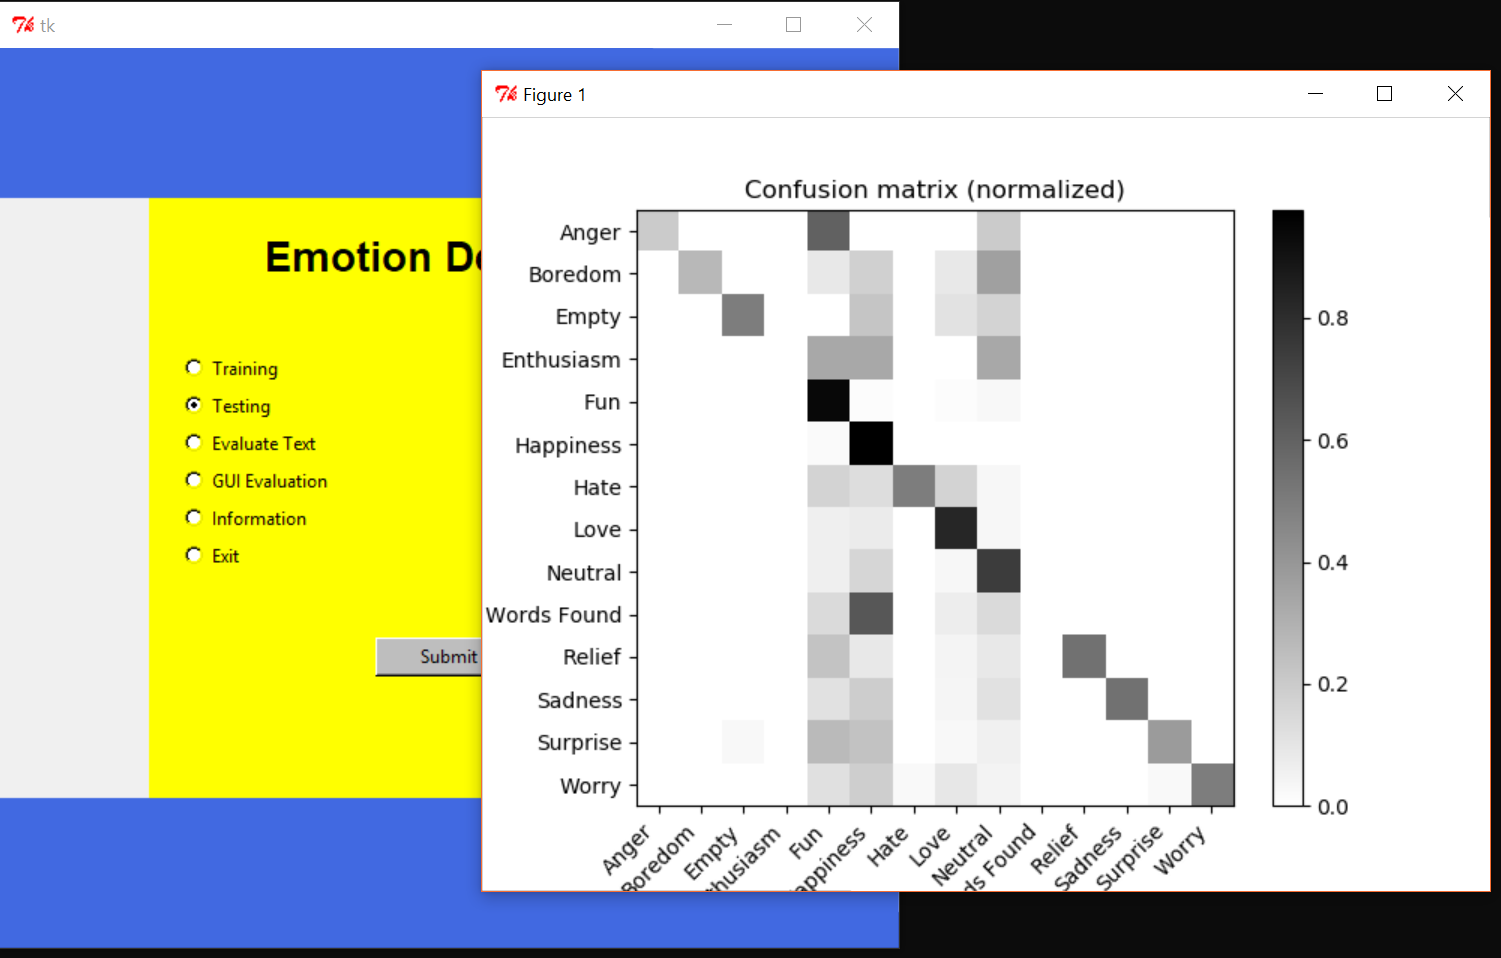 tk
Figure 1
Emotion
Training
Testing
Evaluate Text
GUI Evaluation
Information
Exit
Submit
Confusion matrix (normalized)
Anger
Boredom
Empty
Enthusiasm
Fun
Happiness
Hate
Love
Neutral
Words Found
Relief
Sadness
Surprise
Worry
Anger
Boredom
Empty
thusiasm
Fun
appiness
Hate
Love
Neutral
ds Found
Relief
Sadness
Surprise
Worry
0.8
0.6
0.4
0.2
0.0